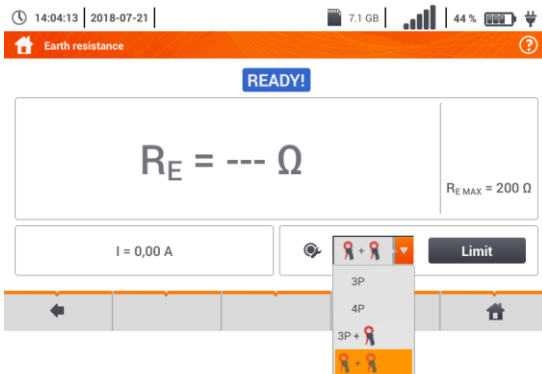 14:04:13 2018-07-21 7.1 GB 44 %
Earth resistance ?
READY!
RE = --- Ω
RE MAX = 200 Ω
I = 0,00 A
+
Limit
3P
4P
3P +
+